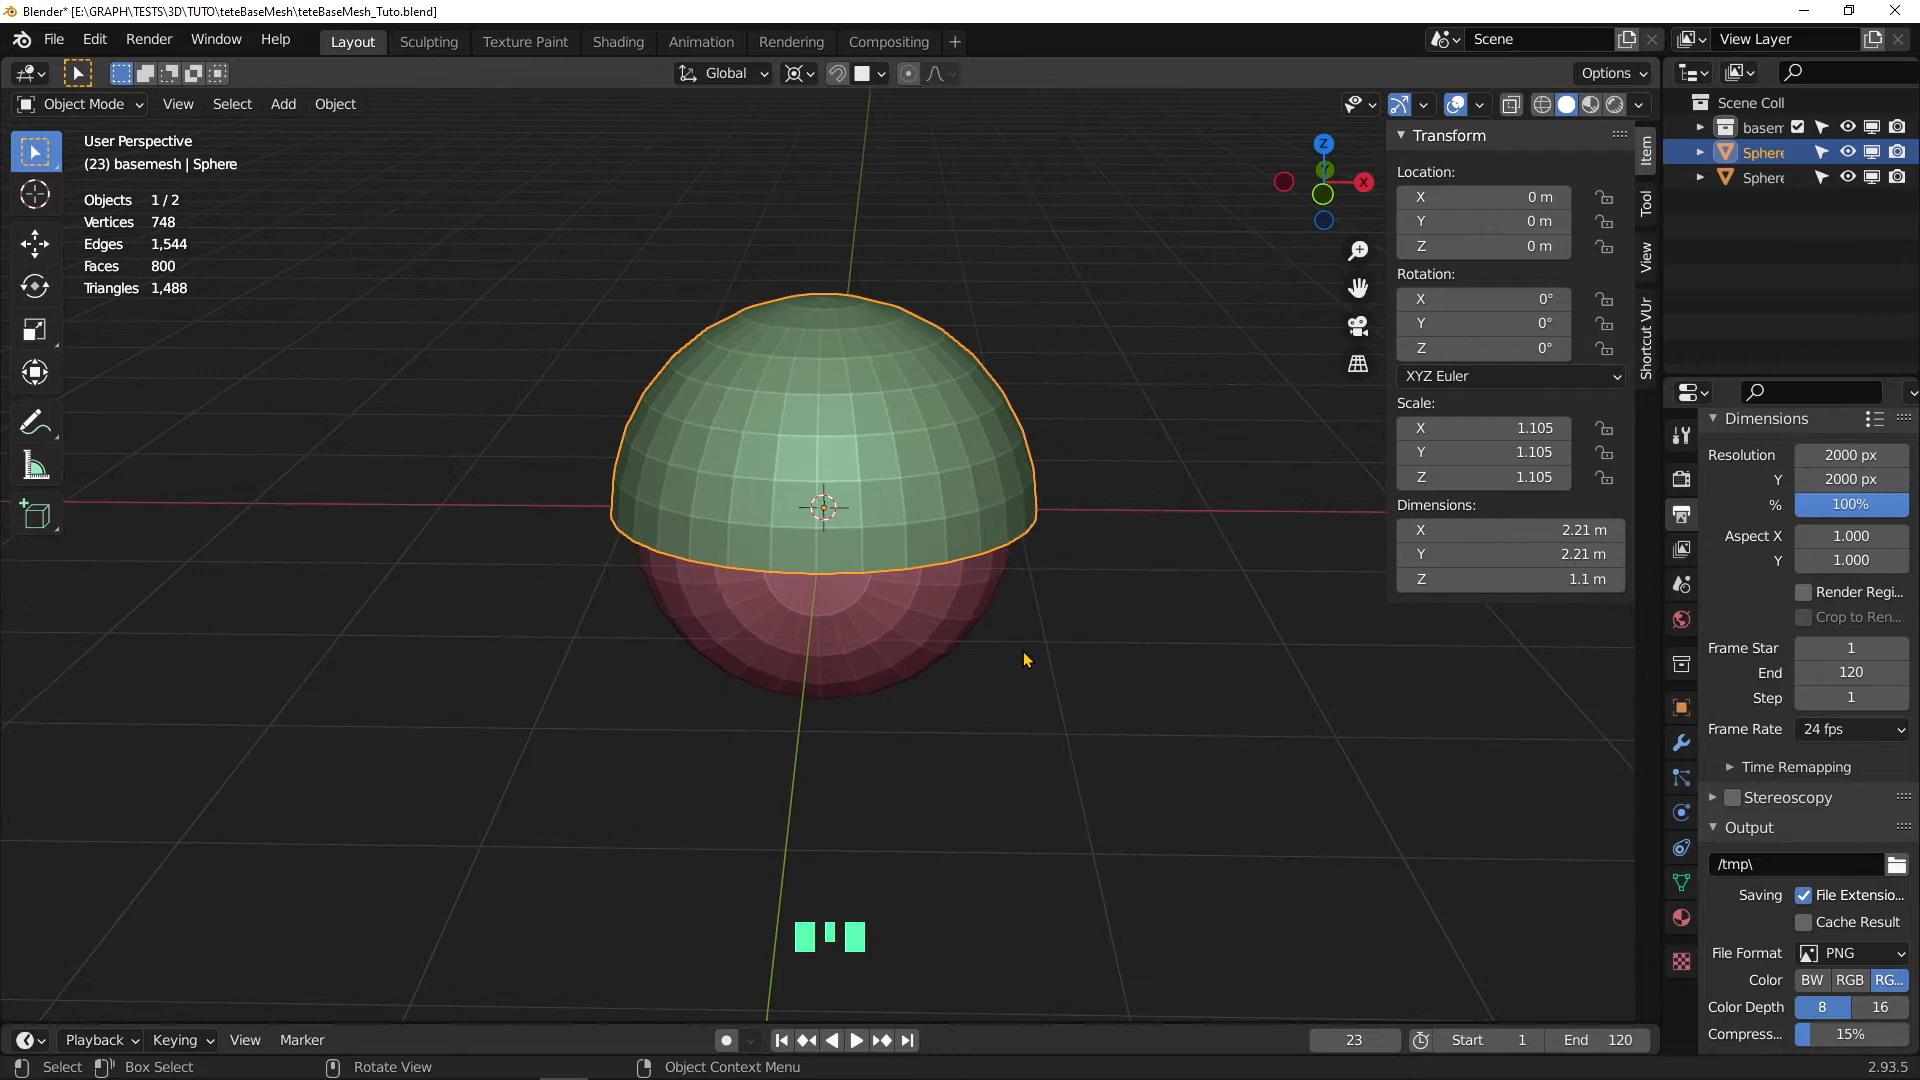 Blender* [E:\GRAPH\TESTS\3D\TUTO\teteBaseMesh\teteBaseMesh_Tuto.blend]
File Edit Render Window Help Layout Sculpting Texture Paint Shading Animation Rendering Compositing + Scene View Layer
Global Options
Object Mode View Select Add Object
User Perspective
(23) basemesh | Sphere
Objects 1 / 2
Vertices 748
Edges 1,544
Faces 800
Triangles 1,488
Z
Y
X
Transform
Location:
X 0 m
Y 0 m
Z 0 m
Rotation:
X 0°
Y 0°
Z 0°
XYZ Euler
Scale:
X 1.105
Y 1.105
Z 1.105
Dimensions:
X 2.21 m
Y 2.21 m
Z 1.1 m
Item
Tool
View
Shortcut VUr
Scene Coll
basem
Sphere
Sphere
Dimensions
Resolution 2000 px
Y 2000 px
% 100%
Aspect X 1.000
Y 1.000
Render Regi...
Crop to Ren...
Frame Star 1
End 120
Step 1
Frame Rate 24 fps
Time Remapping
Stereoscopy
Output
/tmp\
Saving File Extensio...
Cache Result
File Format PNG
Color BW RGB RG...
Color Depth 8 16
Compress... 15%
Playback Keying View Marker 23 Start 1 End 120
Select Box Select Rotate View Object Context Menu 2.93.5